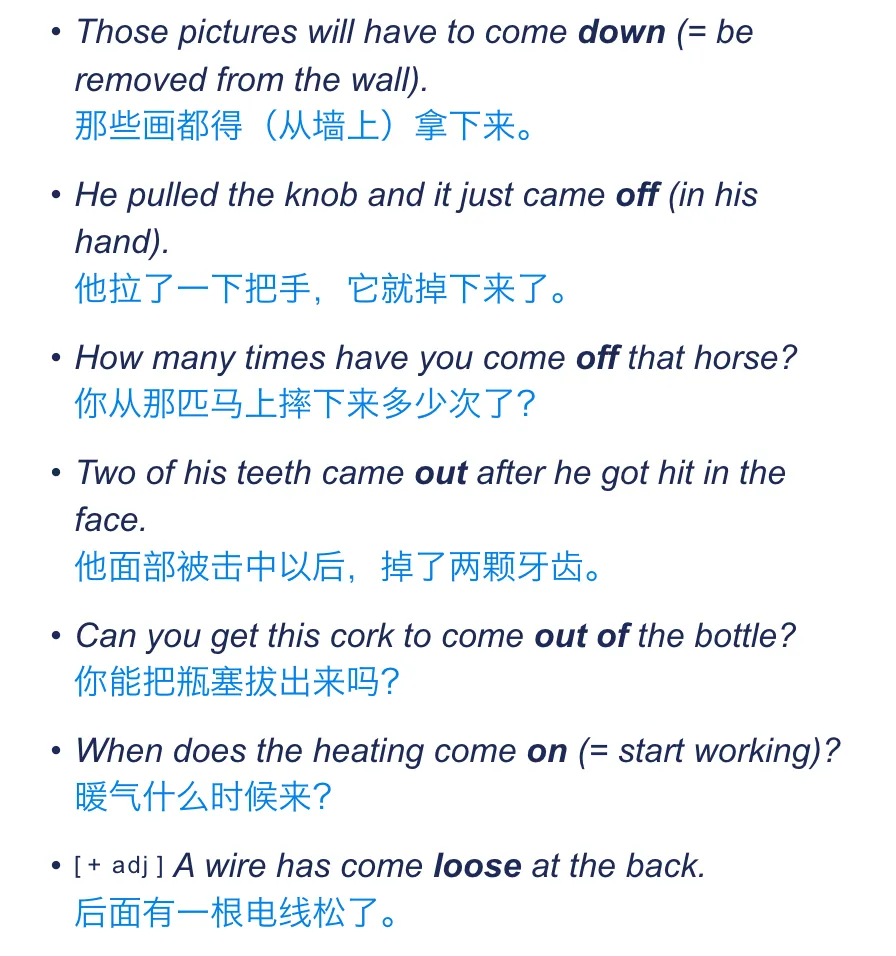 • Those pictures will have to come down (= be
removed from the wall).
那些画都得（从墙上）拿下来。
• He pulled the knob and it just came off (in his
hand).
他拉了一下把手，它就掉下来了。
• How many times have you come off that horse?
你从那匹马上摔下来多少次了？
• Two of his teeth came out after he got hit in the
face.
他面部被击中以后，掉了两颗牙齿。
• Can you get this cork to come out of the bottle?
你能把瓶塞拔出来吗？
• When does the heating come on (= start working)?
暖气什么时候来？
• [ + adj ] A wire has come loose at the back.
后面有一根电线松了。